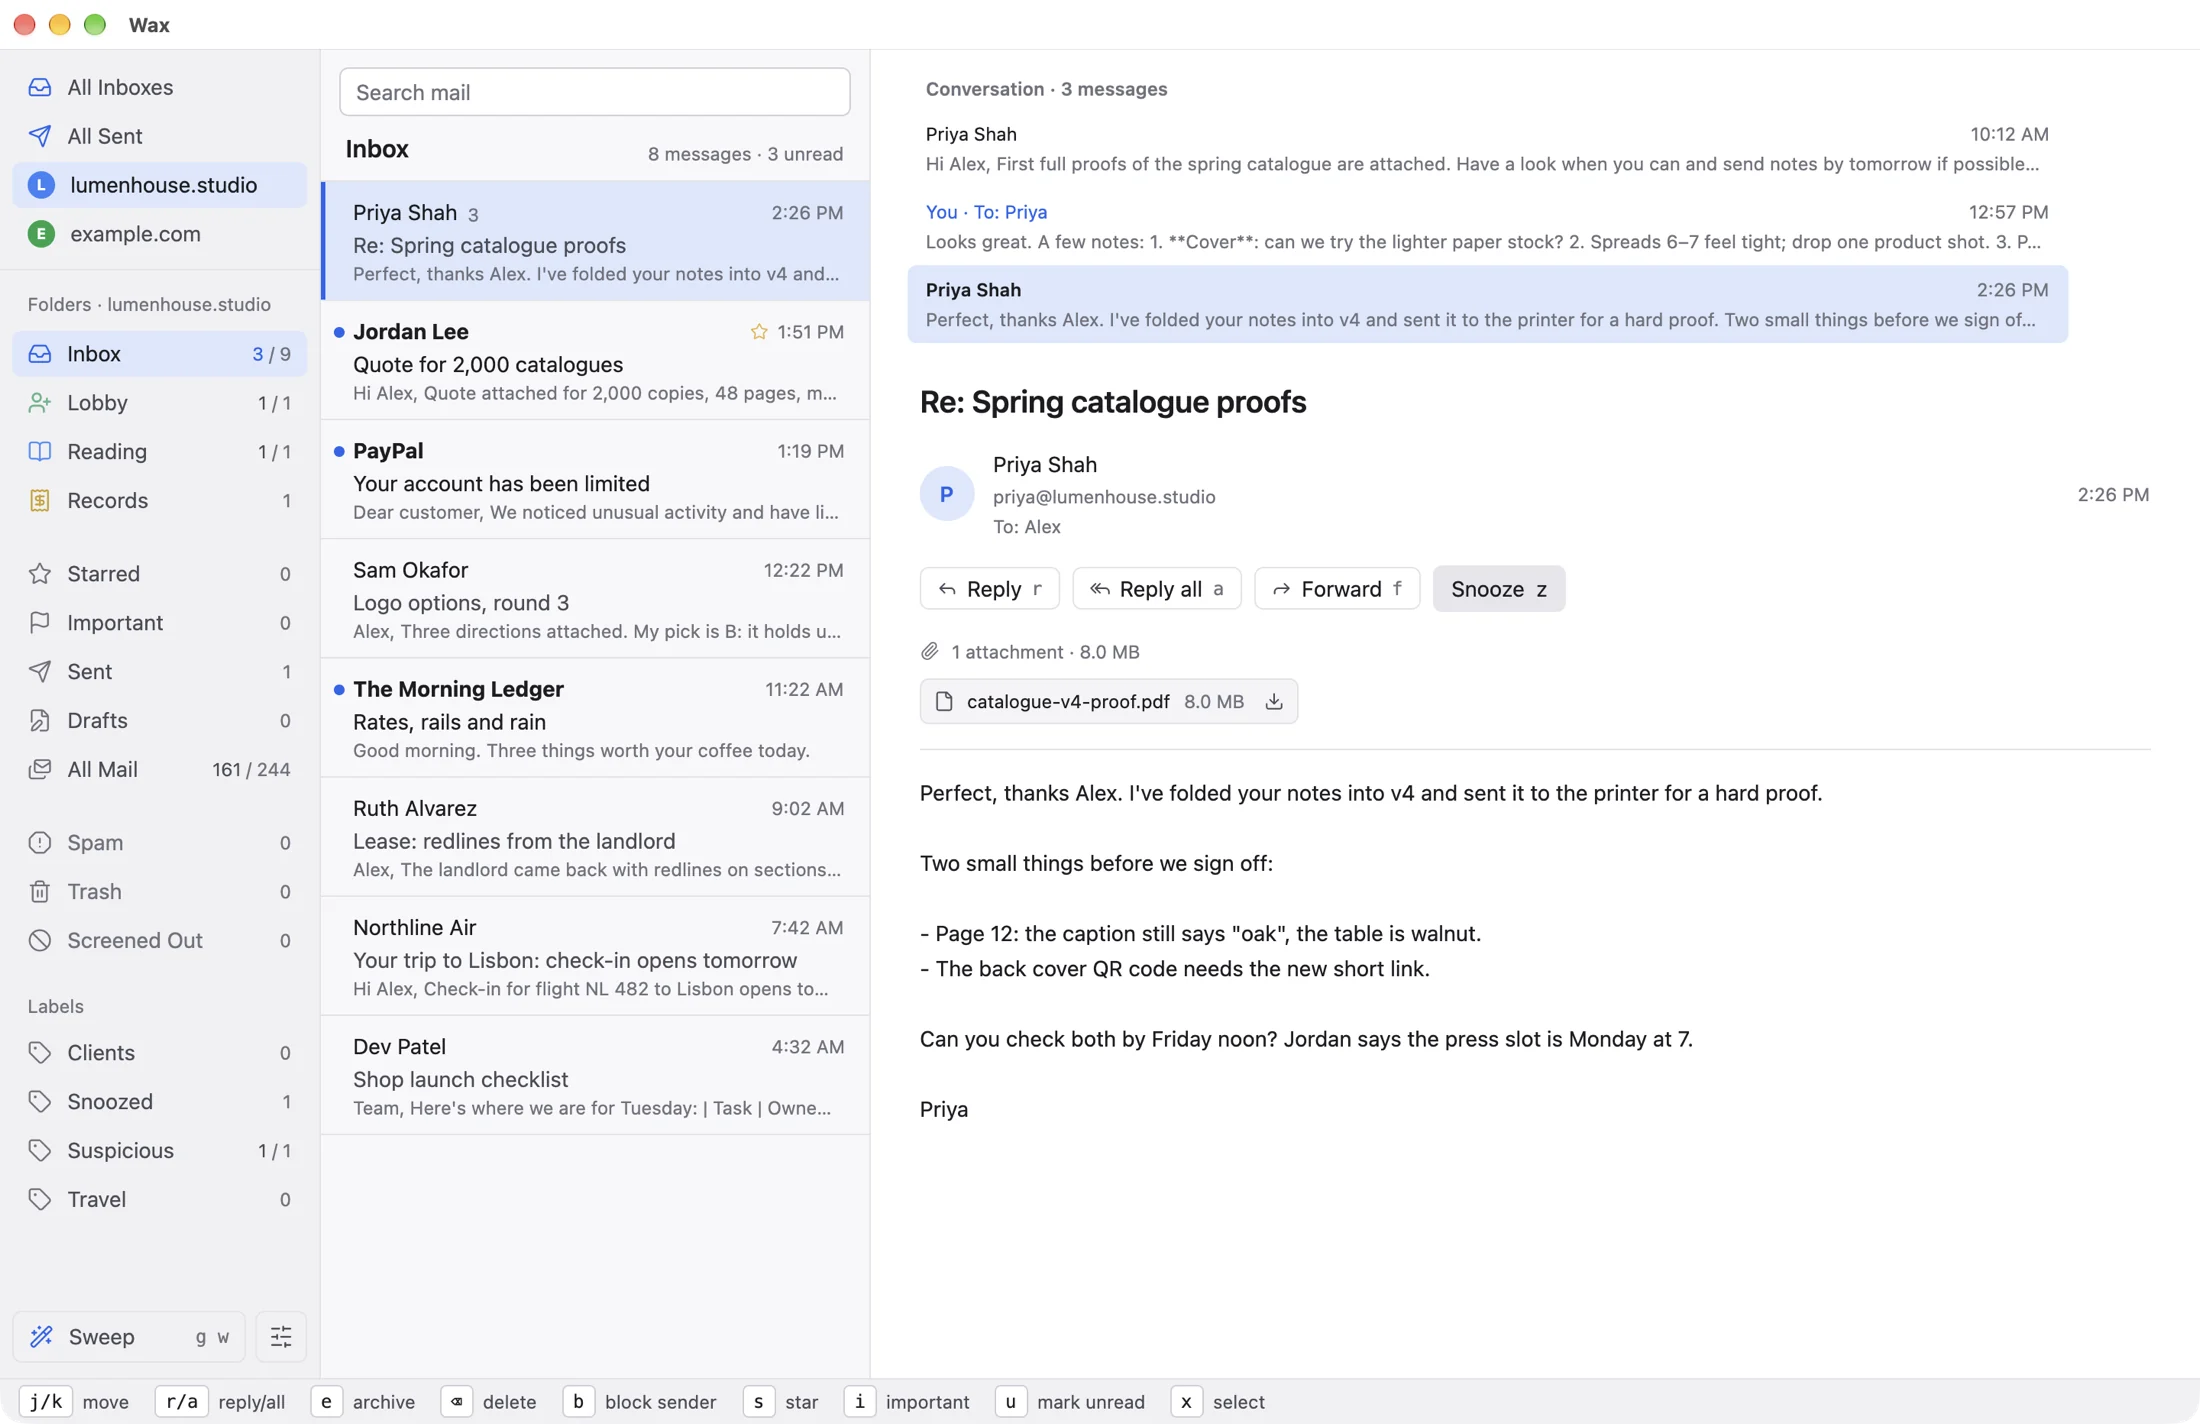 Wax
All Inboxes
All Sent
L lumenhouse.studio
E example.com
Folders · lumenhouse.studio
Inbox 3 / 9
Lobby 1 / 1
Reading 1 / 1
Records 1
Starred 0
Important 0
Sent 1
Drafts 0
All Mail 161 / 244
Spam 0
Trash 0
Screened Out 0
Labels
Clients 0
Snoozed 1
Suspicious 1 / 1
Travel 0
Sweep g w
Search mail
Inbox 8 messages · 3 unread
Priya Shah 3 2:26 PM
Re: Spring catalogue proofs
Perfect, thanks Alex. I've folded your notes into v4 and...
Jordan Lee 1:51 PM
Quote for 2,000 catalogues
Hi Alex, Quote attached for 2,000 copies, 48 pages, m...
PayPal 1:19 PM
Your account has been limited
Dear customer, We noticed unusual activity and have li...
Sam Okafor 12:22 PM
Logo options, round 3
Alex, Three directions attached. My pick is B: it holds u...
The Morning Ledger 11:22 AM
Rates, rails and rain
Good morning. Three things worth your coffee today.
Ruth Alvarez 9:02 AM
Lease: redlines from the landlord
Alex, The landlord came back with redlines on sections...
Northline Air 7:42 AM
Your trip to Lisbon: check-in opens tomorrow
Hi Alex, Check-in for flight NL 482 to Lisbon opens to...
Dev Patel 4:32 AM
Shop launch checklist
Team, Here's where we are for Tuesday: | Task | Owne...
Conversation · 3 messages
Priya Shah 10:12 AM
Hi Alex, First full proofs of the spring catalogue are attached. Have a look when you can and send notes by tomorrow if possible...
You · To: Priya 12:57 PM
Looks great. A few notes: 1. **Cover**: can we try the lighter paper stock? 2. Spreads 6–7 feel tight; drop one product shot. 3. P...
Priya Shah 2:26 PM
Perfect, thanks Alex. I've folded your notes into v4 and sent it to the printer for a hard proof. Two small things before we sign of...
Re: Spring catalogue proofs
P
Priya Shah
priya@lumenhouse.studio
To: Alex
2:26 PM
Reply r Reply all a Forward f Snooze z
1 attachment · 8.0 MB
catalogue-v4-proof.pdf 8.0 MB
Perfect, thanks Alex. I've folded your notes into v4 and sent it to the printer for a hard proof.
Two small things before we sign off:
- Page 12: the caption still says "oak", the table is walnut.
- The back cover QR code needs the new short link.
Can you check both by Friday noon? Jordan says the press slot is Monday at 7.
Priya
j/k move r/a reply/all e archive ⌫ delete b block sender s star i important u mark unread x select